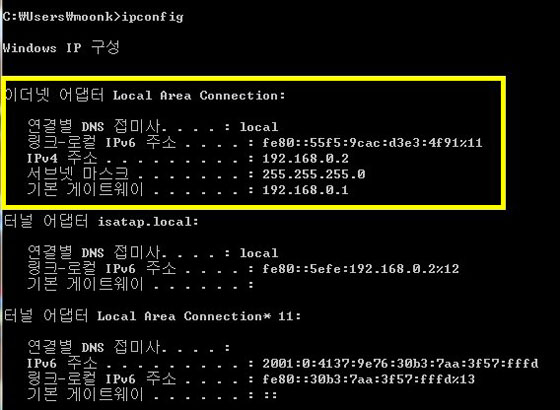 C:₩Users₩moonk>ipconfig
Windows IP 구성
이더넷 어댑터 Local Area Connection:
연결별 DNS 접미사. . . . : local
링크-로컬 IPv6 주소 . . . . : fe80::55f5:9cac:d3e3:4f91%11
IPv4 주소 . . . . . . . . . : 192.168.0.2
서브넷 마스크 . . . . . . . : 255.255.255.0
기본 게이트웨이 . . . . . . : 192.168.0.1
터널 어댑터 isatap.local:
연결별 DNS 접미사. . . . : local
링크-로컬 IPv6 주소 . . . . : fe80::5efe:192.168.0.2%12
기본 게이트웨이 . . . . . . :
터널 어댑터 Local Area Connection* 11:
연결별 DNS 접미사. . . . :
IPv6 주소 . . . . . . . . . : 2001:0:4137:9e76:30b3:7aa:3f57:fffd
링크-로컬 IPv6 주소 . . . . : fe80::30b3:7aa:3f57:fffd%13
기본 게이트웨이 . . . . . . : ::